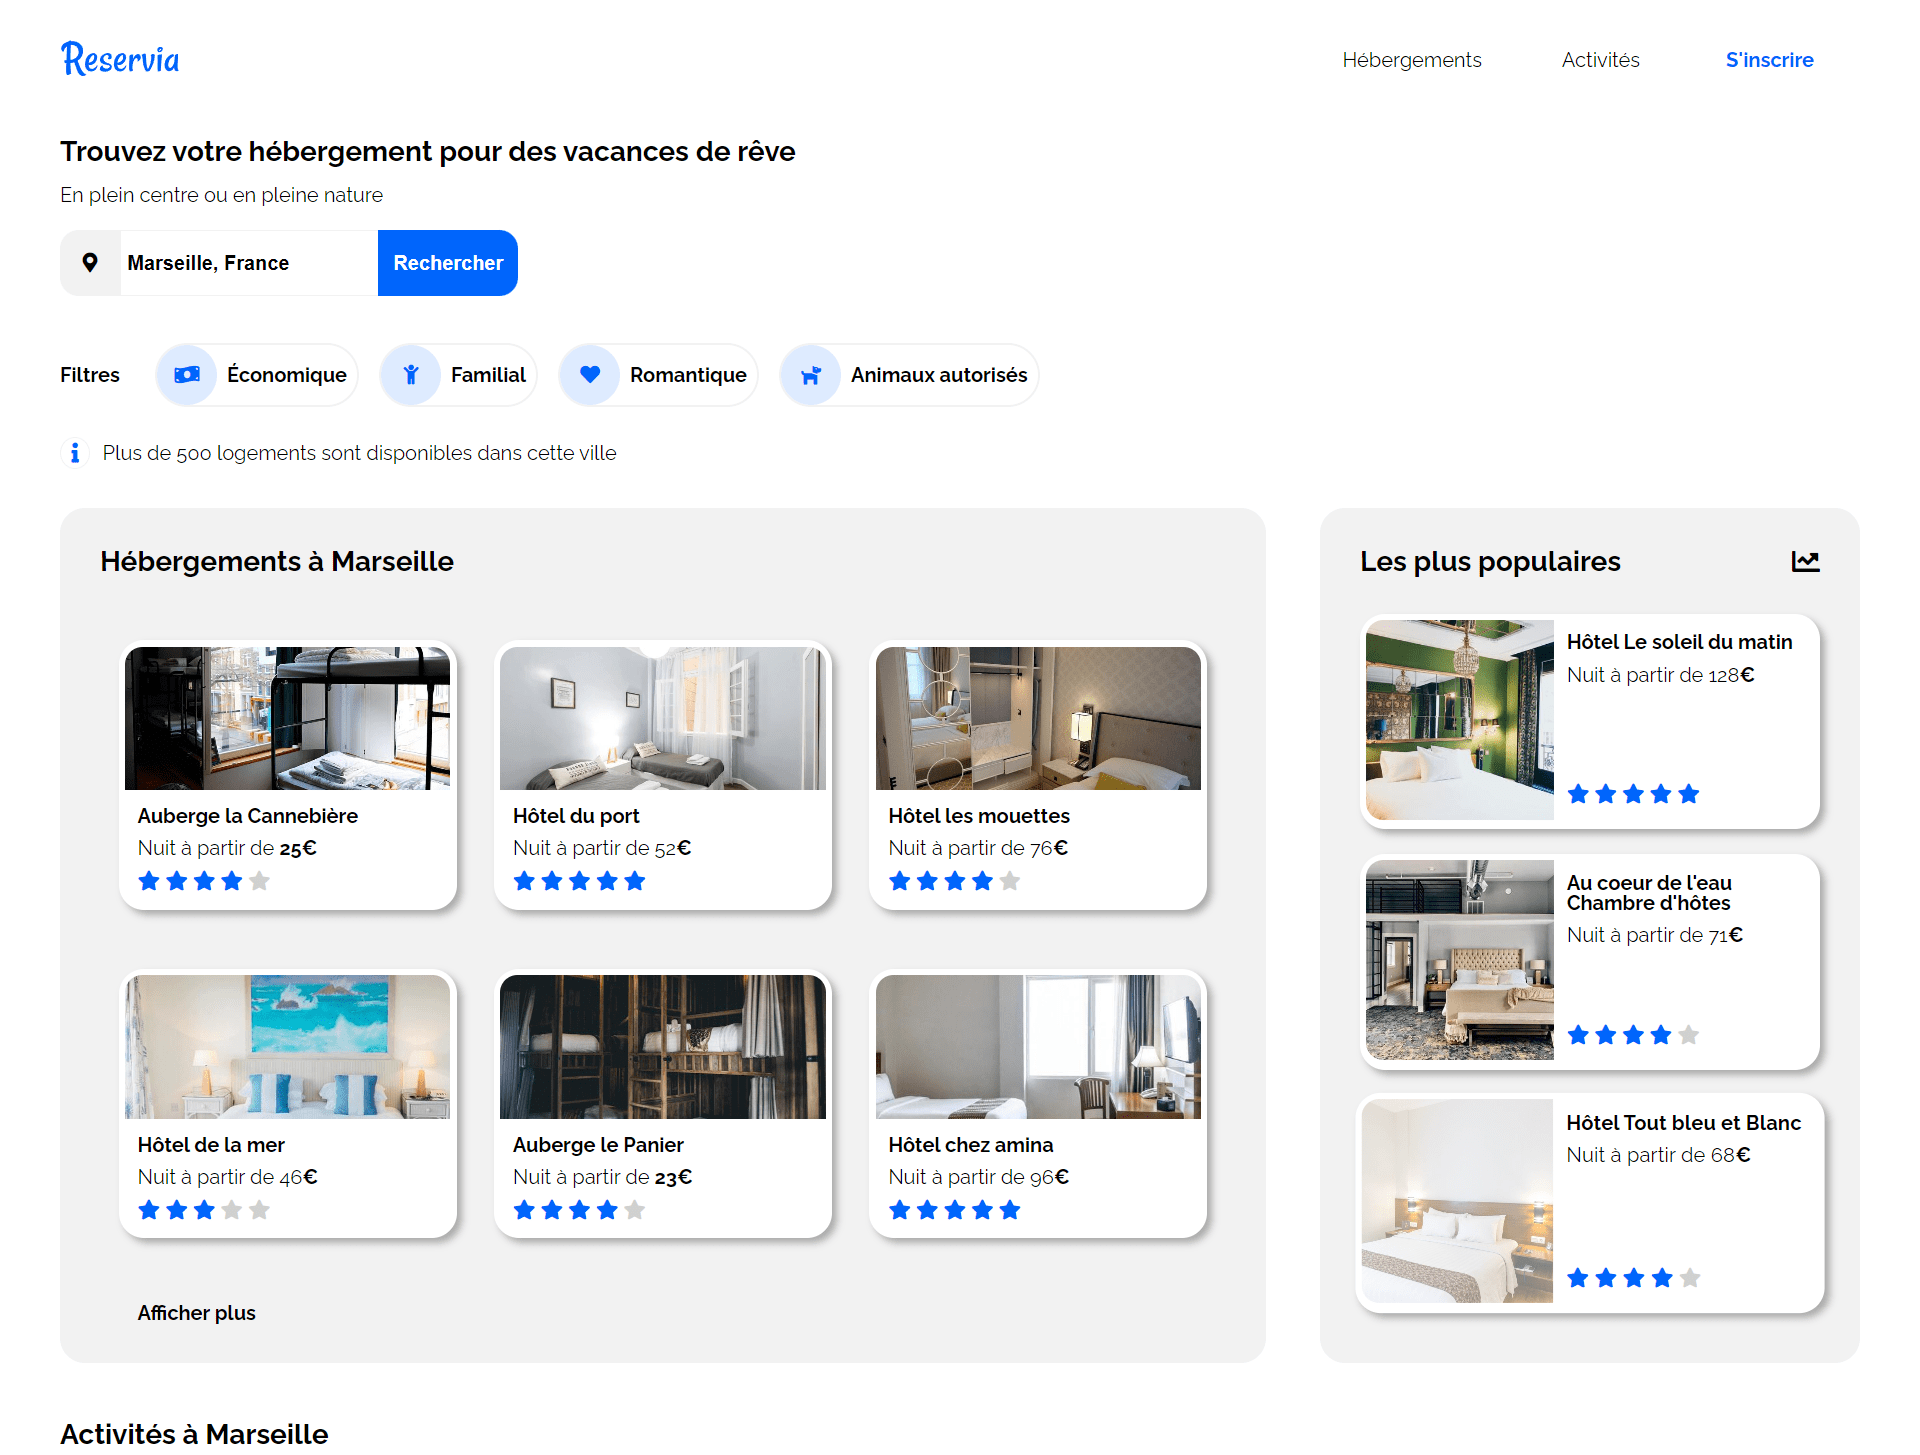 Reservia
Hébergements
Activités
S'inscrire
Trouvez votre hébergement pour des vacances de rêve
En plein centre ou en pleine nature
Marseille, France
Rechercher
Filtres
Économique
Familial
Romantique
Animaux autorisés
Plus de 500 logements sont disponibles dans cette ville
Hébergements à Marseille
Auberge la Cannebière
Nuit à partir de 25€
Hôtel du port
Nuit à partir de 52€
Hôtel les mouettes
Nuit à partir de 76€
Hôtel de la mer
Nuit à partir de 46€
Auberge le Panier
Nuit à partir de 23€
Hôtel chez amina
Nuit à partir de 96€
Afficher plus
Les plus populaires
Hôtel Le soleil du matin
Nuit à partir de 128€
Au coeur de l'eau
Chambre d'hôtes
Nuit à partir de 71€
Hôtel Tout bleu et Blanc
Nuit à partir de 68€
Activités à Marseille